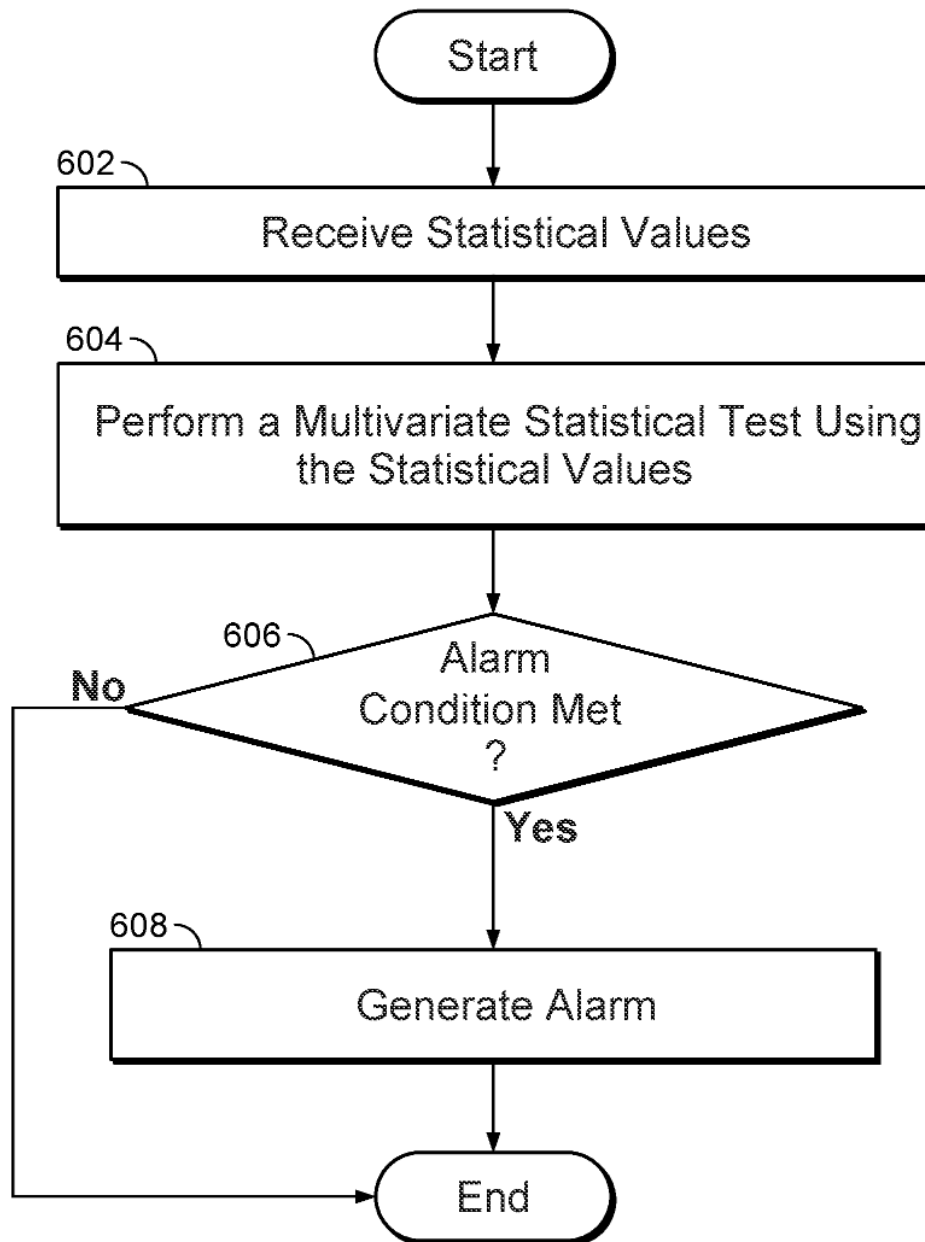 Start
602
Receive Statistical Values
604
Perform a Multivariate Statistical Test Using
the Statistical Values
606
Alarm
Condition Met
?
No
Yes
608
Generate Alarm
End